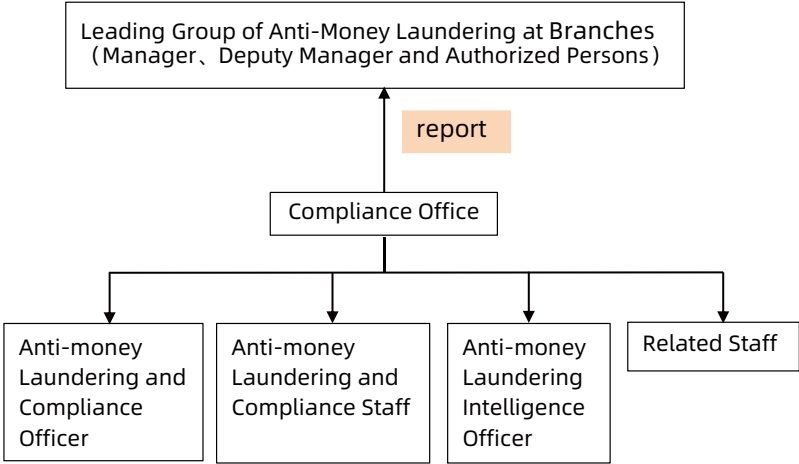 Leading Group of Anti-Money Laundering at Branches
（Manager、Deputy Manager and Authorized Persons）
report
Compliance Office
Anti-money
Laundering and
Compliance
Officer
Anti-money
Laundering and
Compliance Staff
Anti-money
Laundering
Intelligence
Officer
Related Staff